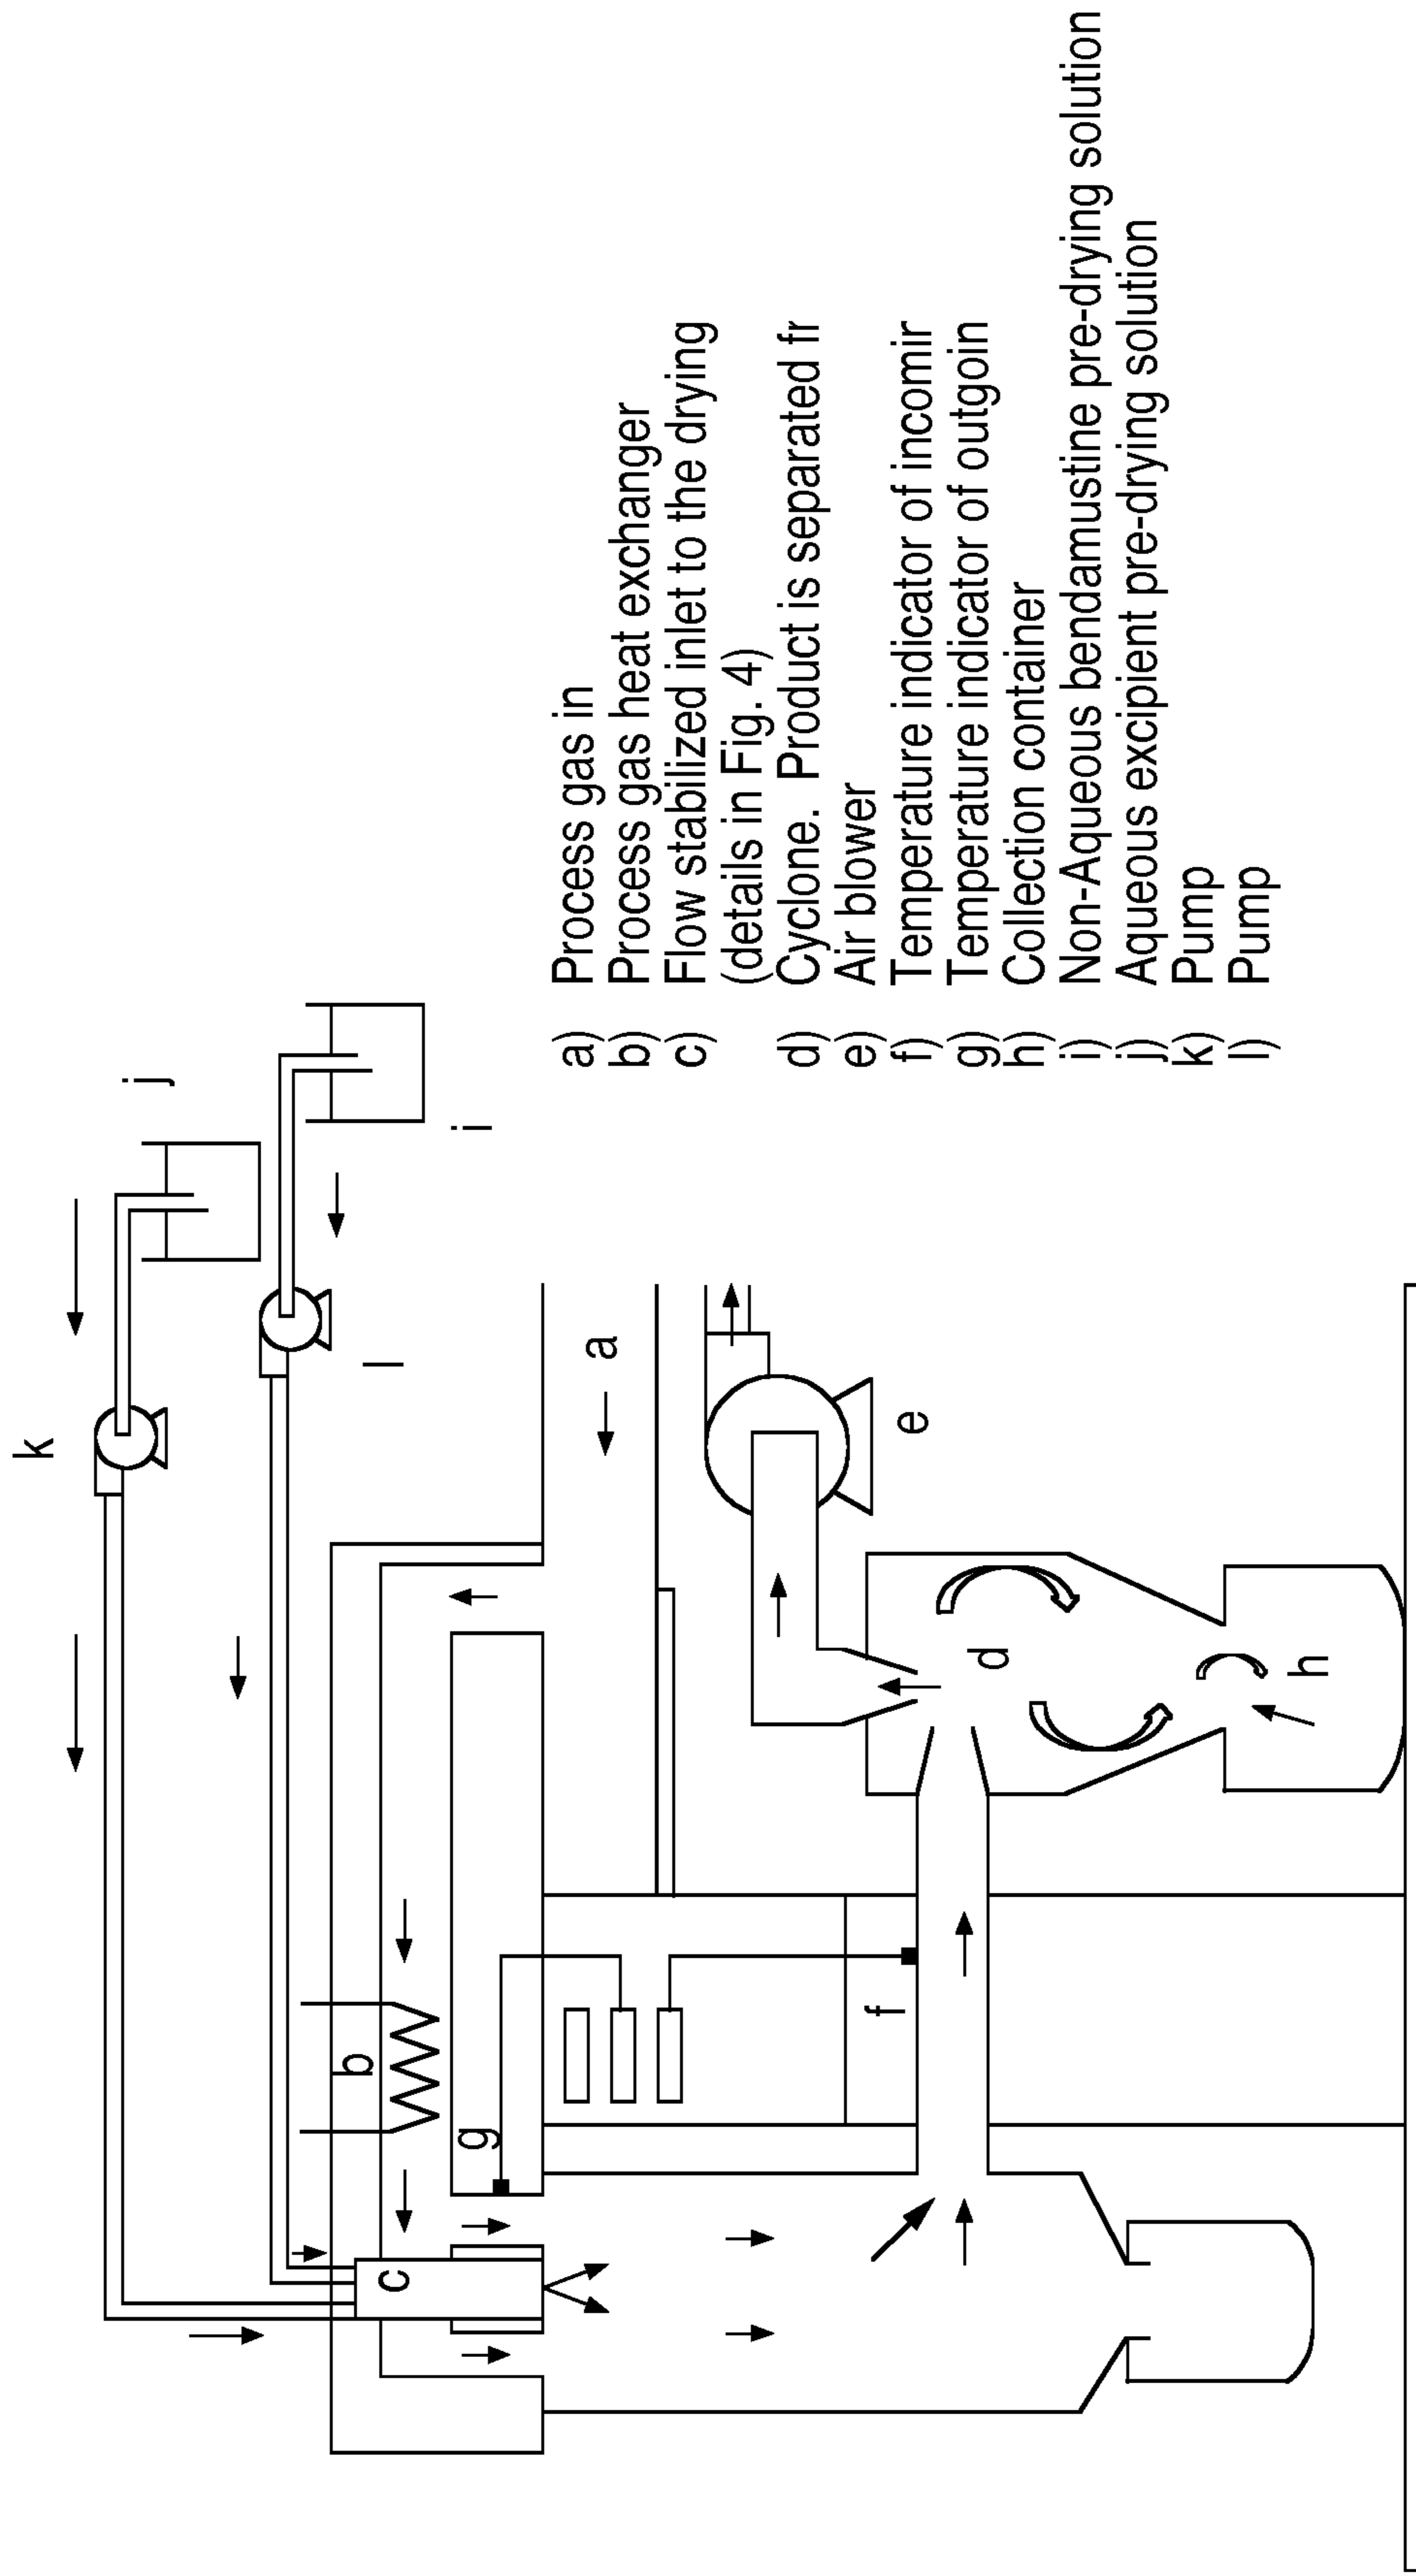 k
j
l
i
b
c
g
a
f
e
d
h
a) Process gas in
b) Process gas heat exchanger
c) Flow stabilized inlet to the drying
(details in Fig. 4)
d) Cyclone. Product is separated fr
e) Air blower
f) Temperature indicator of incomir
g) Temperature indicator of outgoin
h) Collection container
i) Non-Aqueous bendamustine pre-drying solution
j) Aqueous excipient pre-drying solution
k) Pump
l) Pump